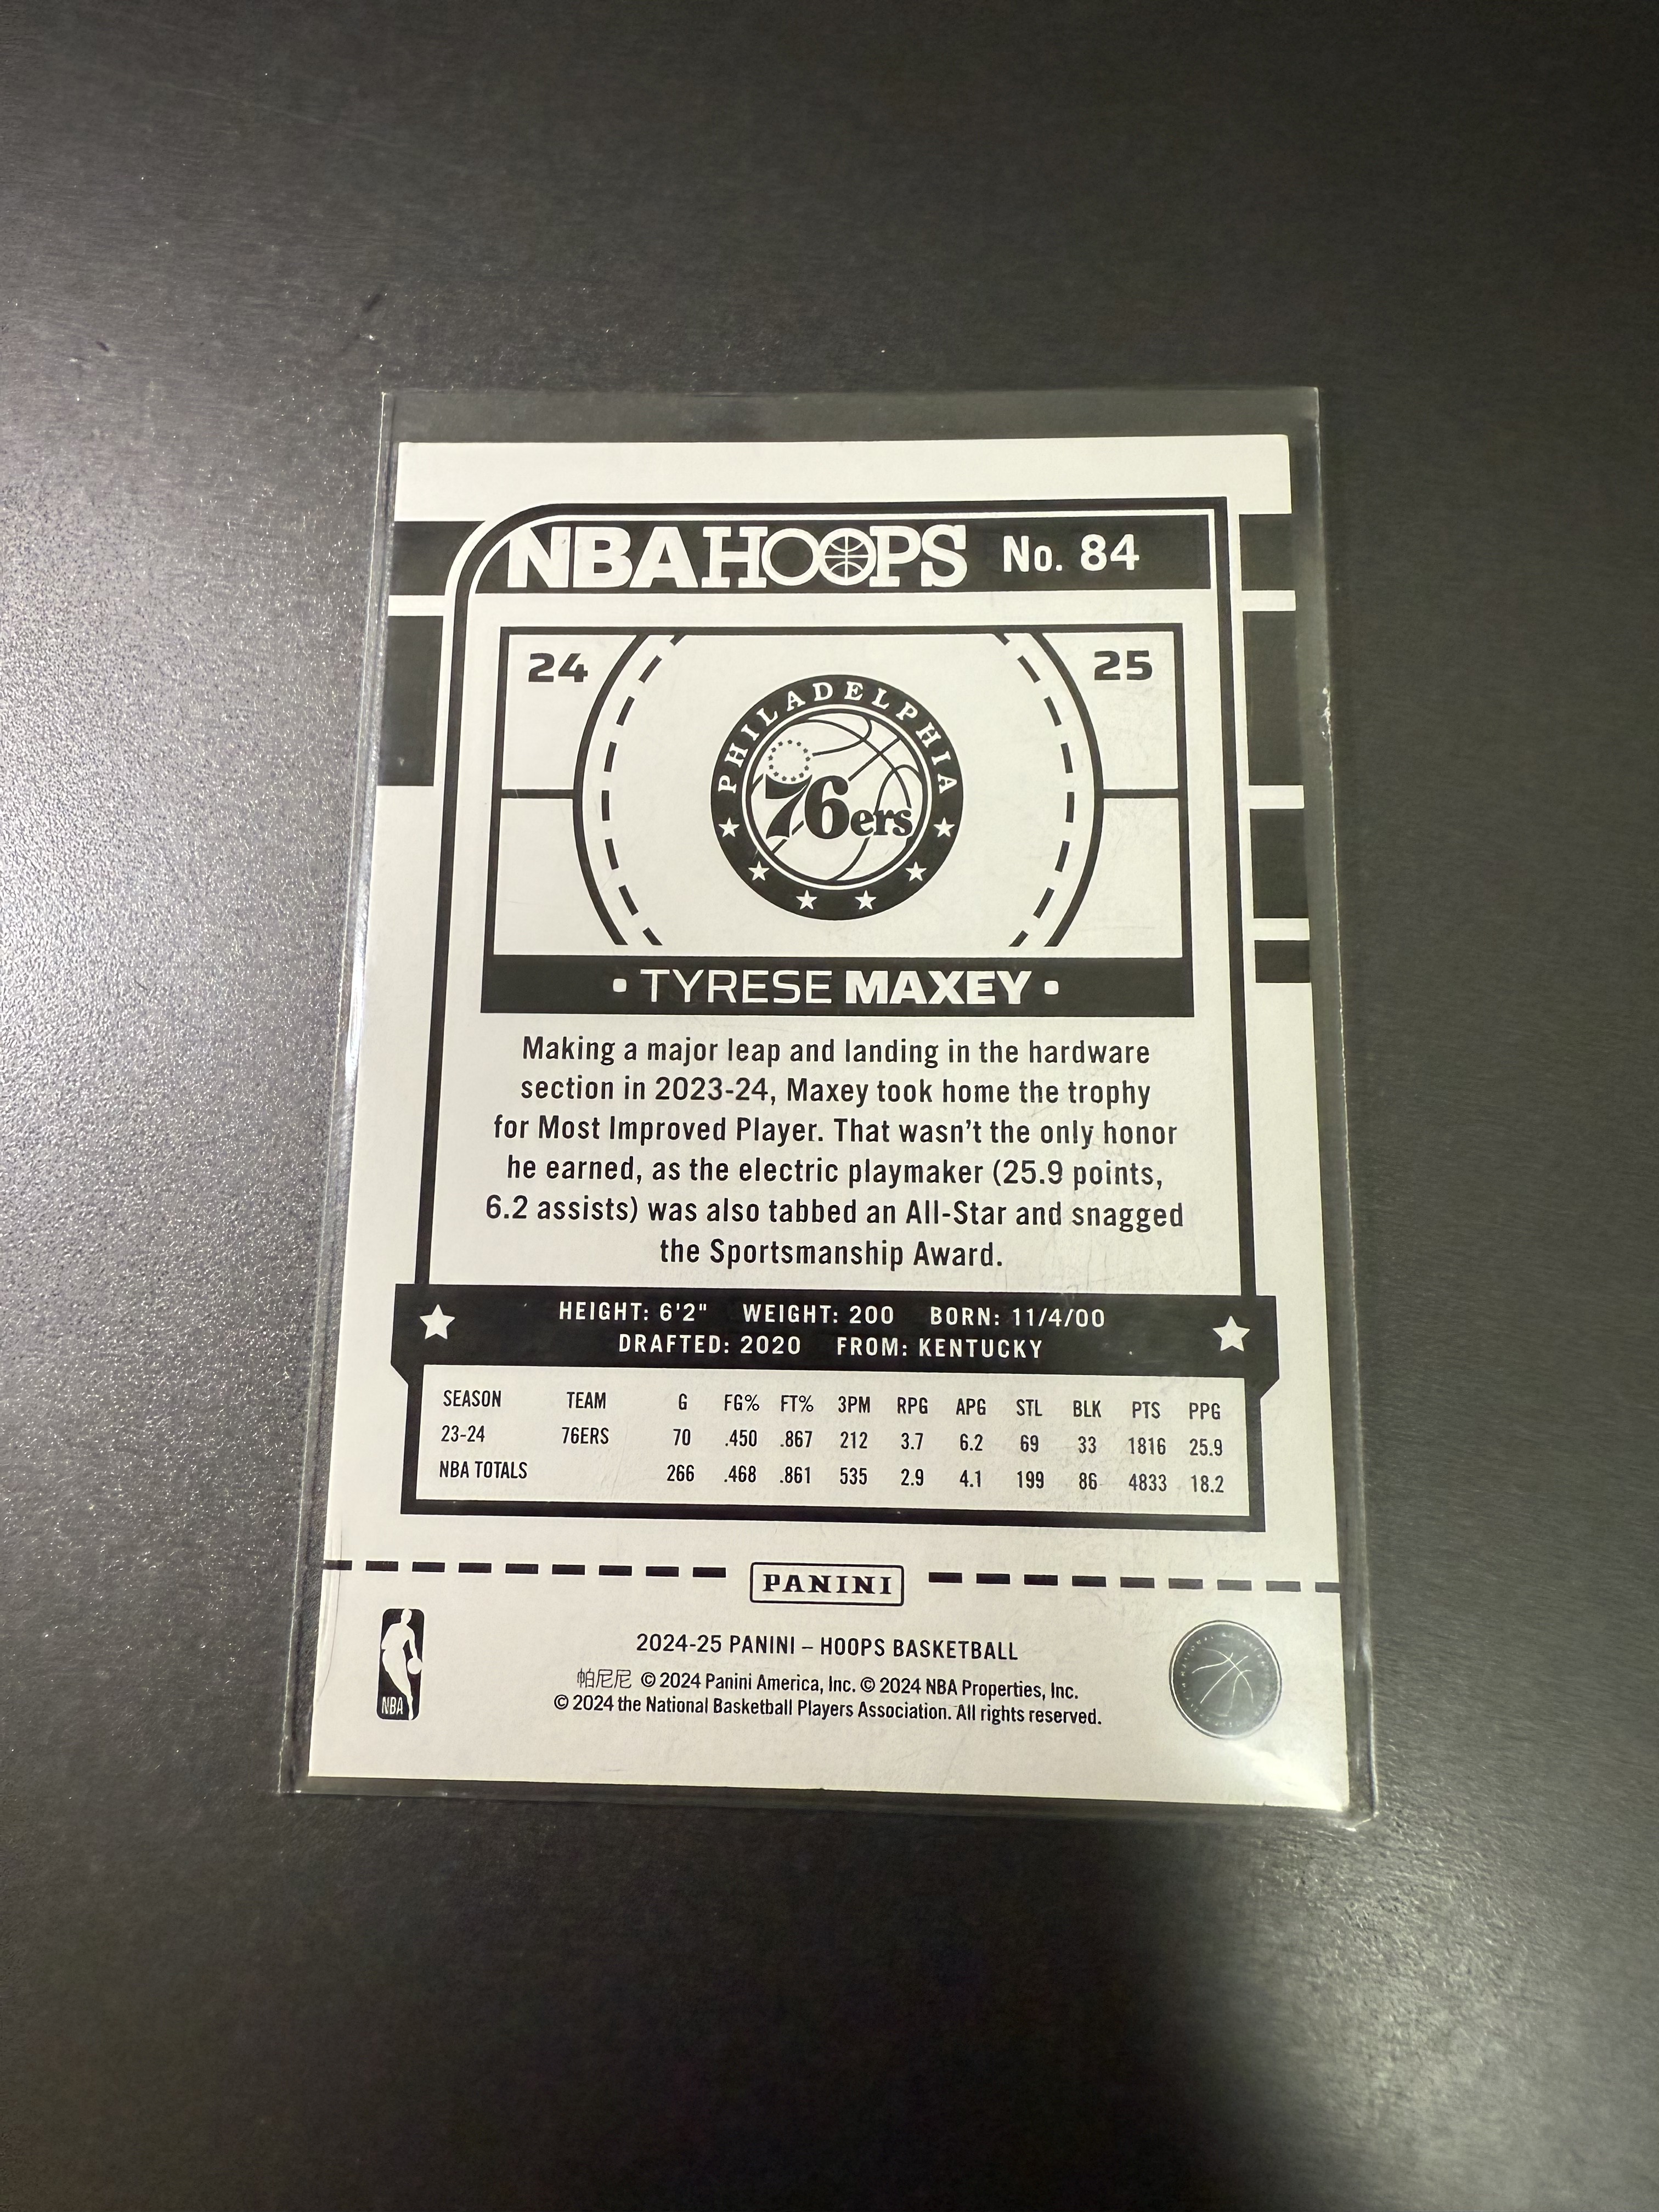 NBA HOOPS No. 84
24 25
PHILADELPHIA
76ers
· TYRESE MAXEY ·
Making a major leap and landing in the hardware
section in 2023-24, Maxey took home the trophy
for Most Improved Player. That wasn't the only honor
he earned, as the electric playmaker (25.9 points,
6.2 assists) was also tabbed an All-Star and snagged
the Sportsmanship Award.
HEIGHT: 6'2" WEIGHT: 200 BORN: 11/4/00
DRAFTED: 2020 FROM: KENTUCKY
SEASON TEAM G FG% FT% 3PM RPG APG STL BLK PTS PPG
23-24 76ERS 70 .450 .867 212 3.7 6.2 69 33 1816 25.9
NBA TOTALS 266 .468 .861 535 2.9 4.1 199 86 4833 18.2
PANINI
NBA
2024-25 PANINI – HOOPS BASKETBALL
帕尼尼 © 2024 Panini America, Inc. © 2024 NBA Properties, Inc.
© 2024 the National Basketball Players Association. All rights reserved.